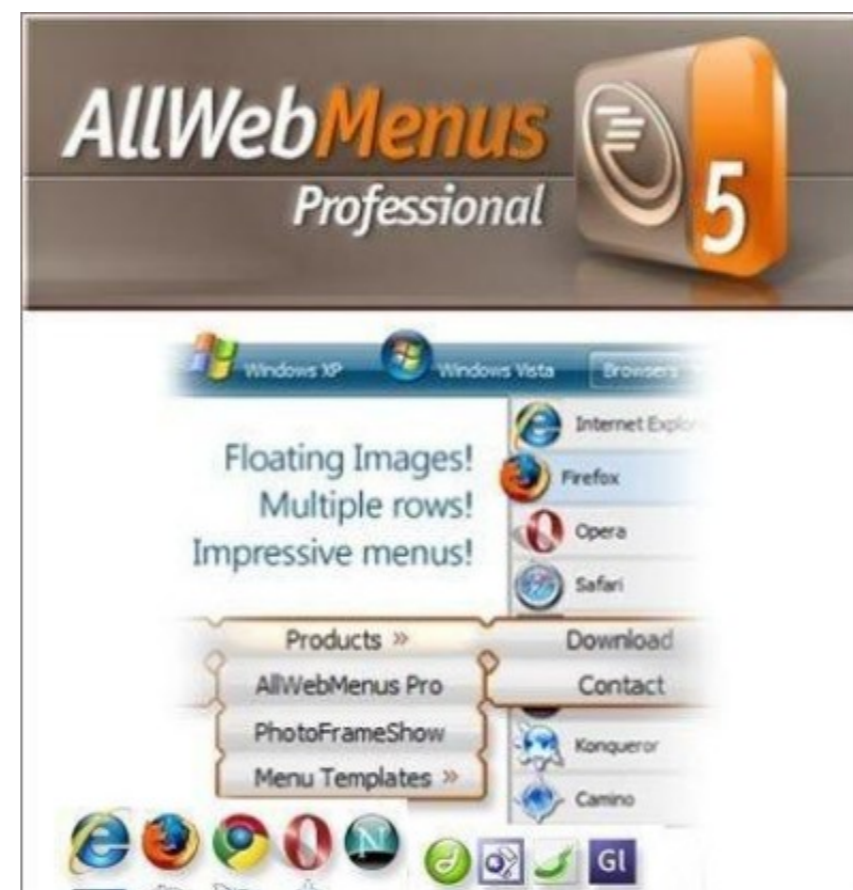 AllWebMenus
Professional
5
Windows XP
Windows Vista
Browsers
Internet Explor
Floating Images!
Firefox
Multiple rows!
Opera
Impressive menus!
Safari
Products »
Download
AllWebMenus Pro
Contact
PhotoFrameShow
Konqueror
Menu Templates »
Camino
N
GL